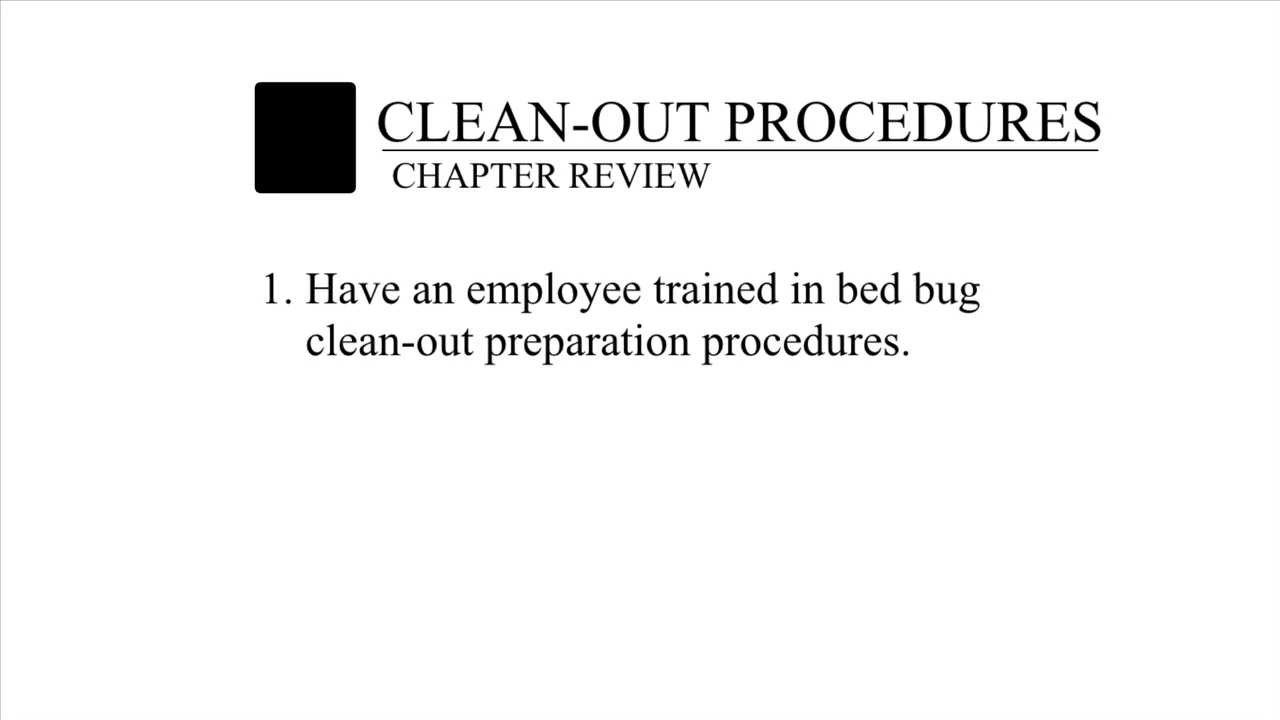 CLEAN-OUT PROCEDURES
CHAPTER REVIEW
1. Have an employee trained in bed bug
clean-out preparation procedures.